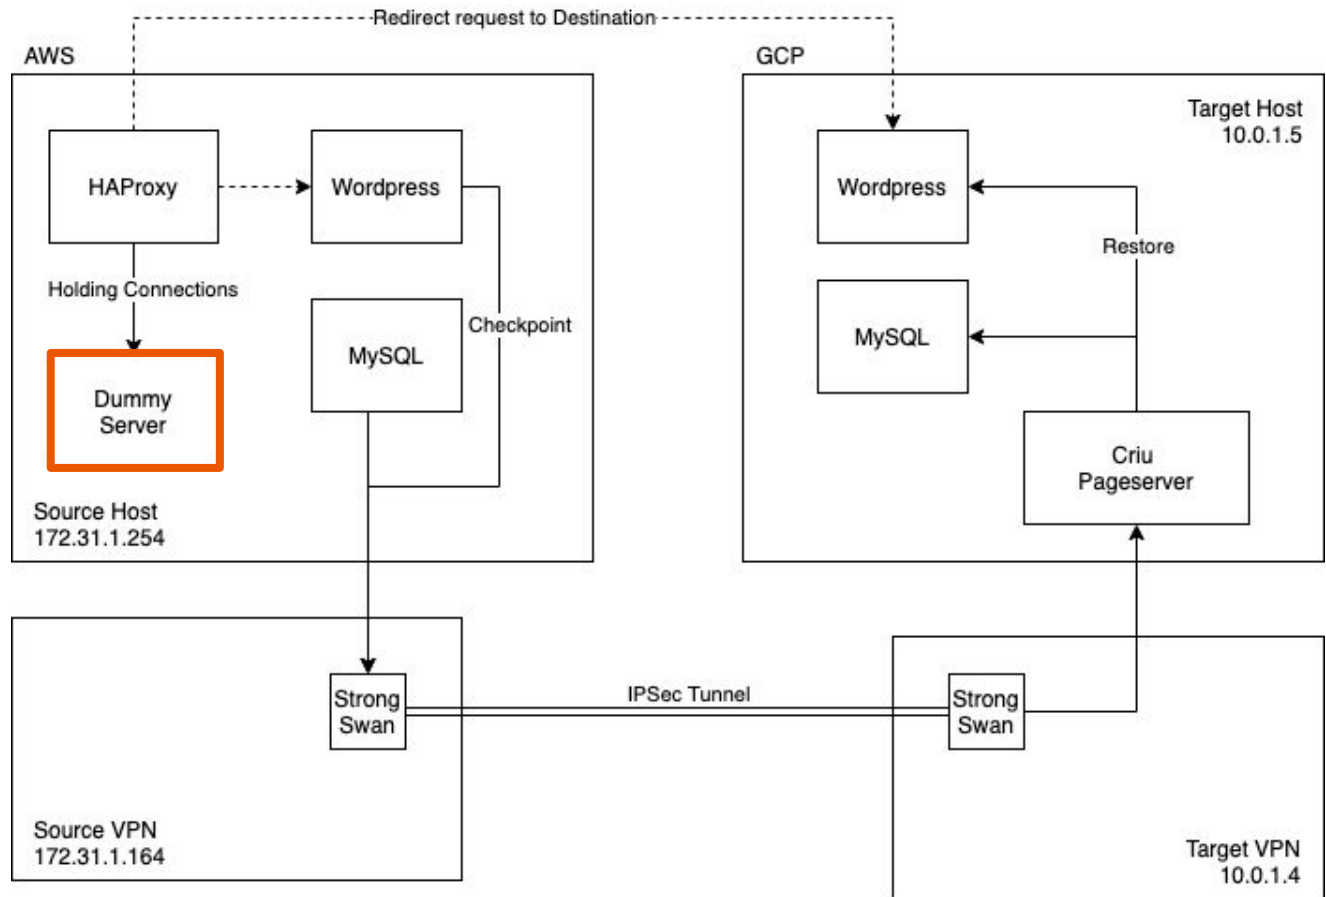 Redirect request to Destination
AWS
GCP
Target Host
10.0.1.5
HAProxy
Wordpress
Wordpress
Restore
Holding Connections
Checkpoint
MySQL
MySQL
Dummy
Server
Criu
Pageserver
Source Host
172.31.1.254
Strong
Swan
IPSec Tunnel
Strong
Swan
Source VPN
172.31.1.164
Target VPN
10.0.1.4